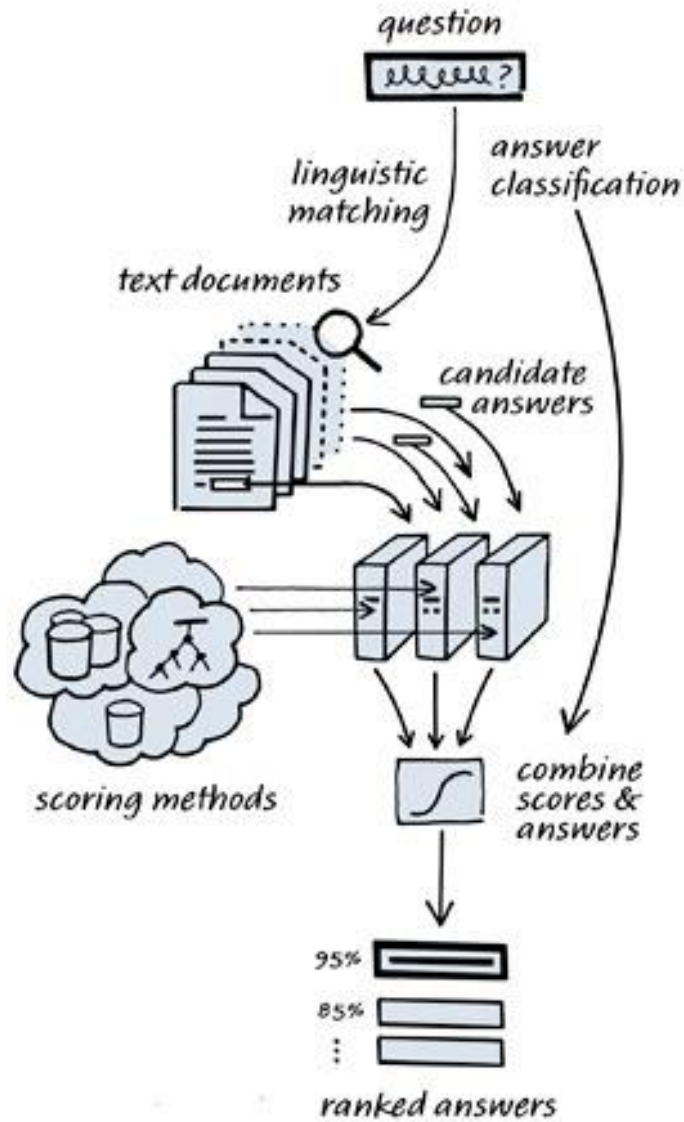 question
?
linguistic
matching
answer
classification
text documents
candidate
answers
scoring methods
combine
scores &
answers
95%
85%
ranked answers